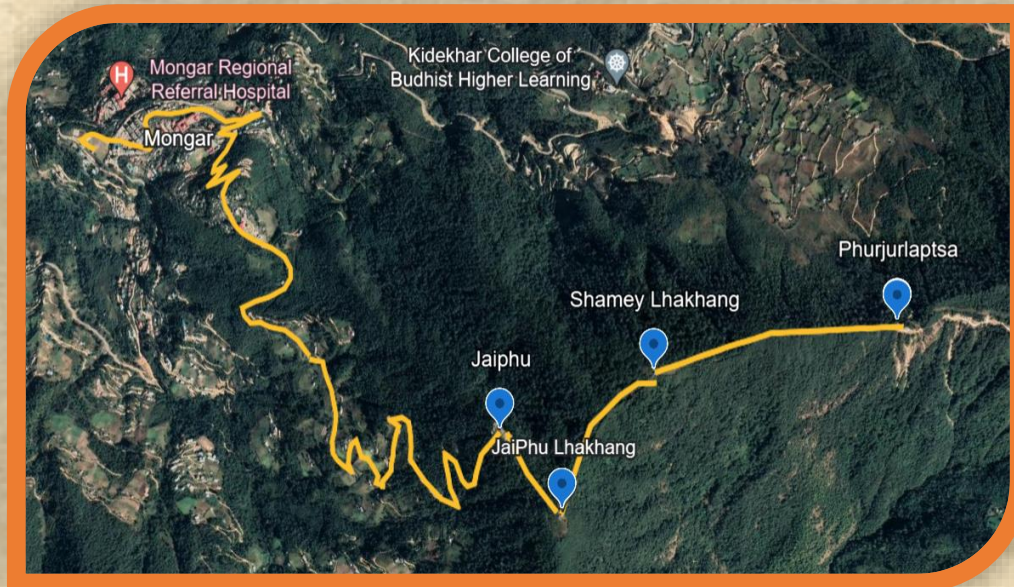 Kidekhar College of
Budhist Higher Learning
H
Mongar Regional
Referral Hospital
Mongar
Phurjurlaptsa
Shamey Lhakhang
Jaiphu
JaiPhu Lhakhang